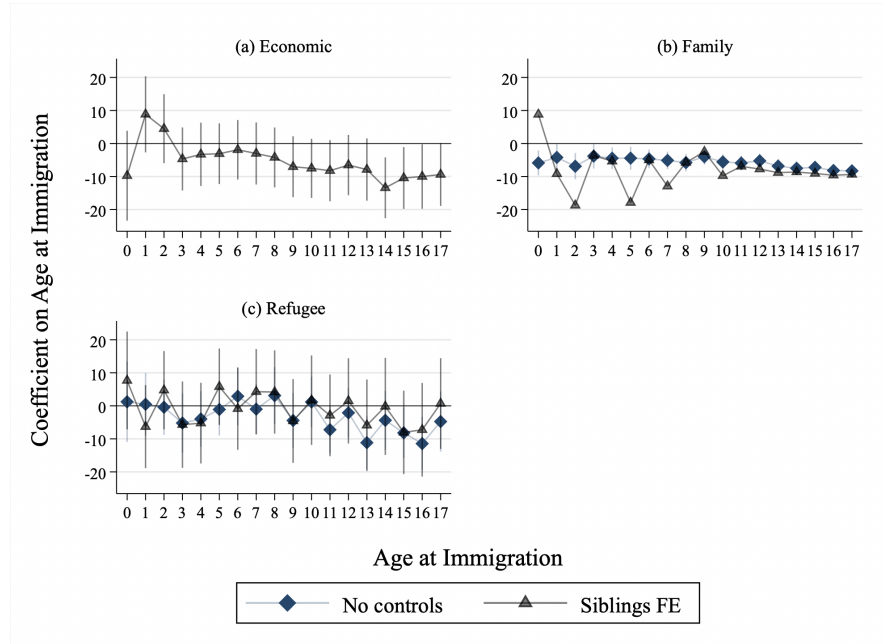 (a) Economic
(b) Family
20
10
0
-10
-20
0 1 2 3 4 5 6 7 8 9 10 11 12 13 14 15 16 17
20
10
0
-10
-20
0 1 2 3 4 5 6 7 8 9 10 11 12 13 14 15 16 17
Coefficient on Age at Immigration
(c) Refugee
20
10
0
-10
-20
0 1 2 3 4 5 6 7 8 9 10 11 12 13 14 15 16 17
Age at Immigration
No controls
Siblings FE